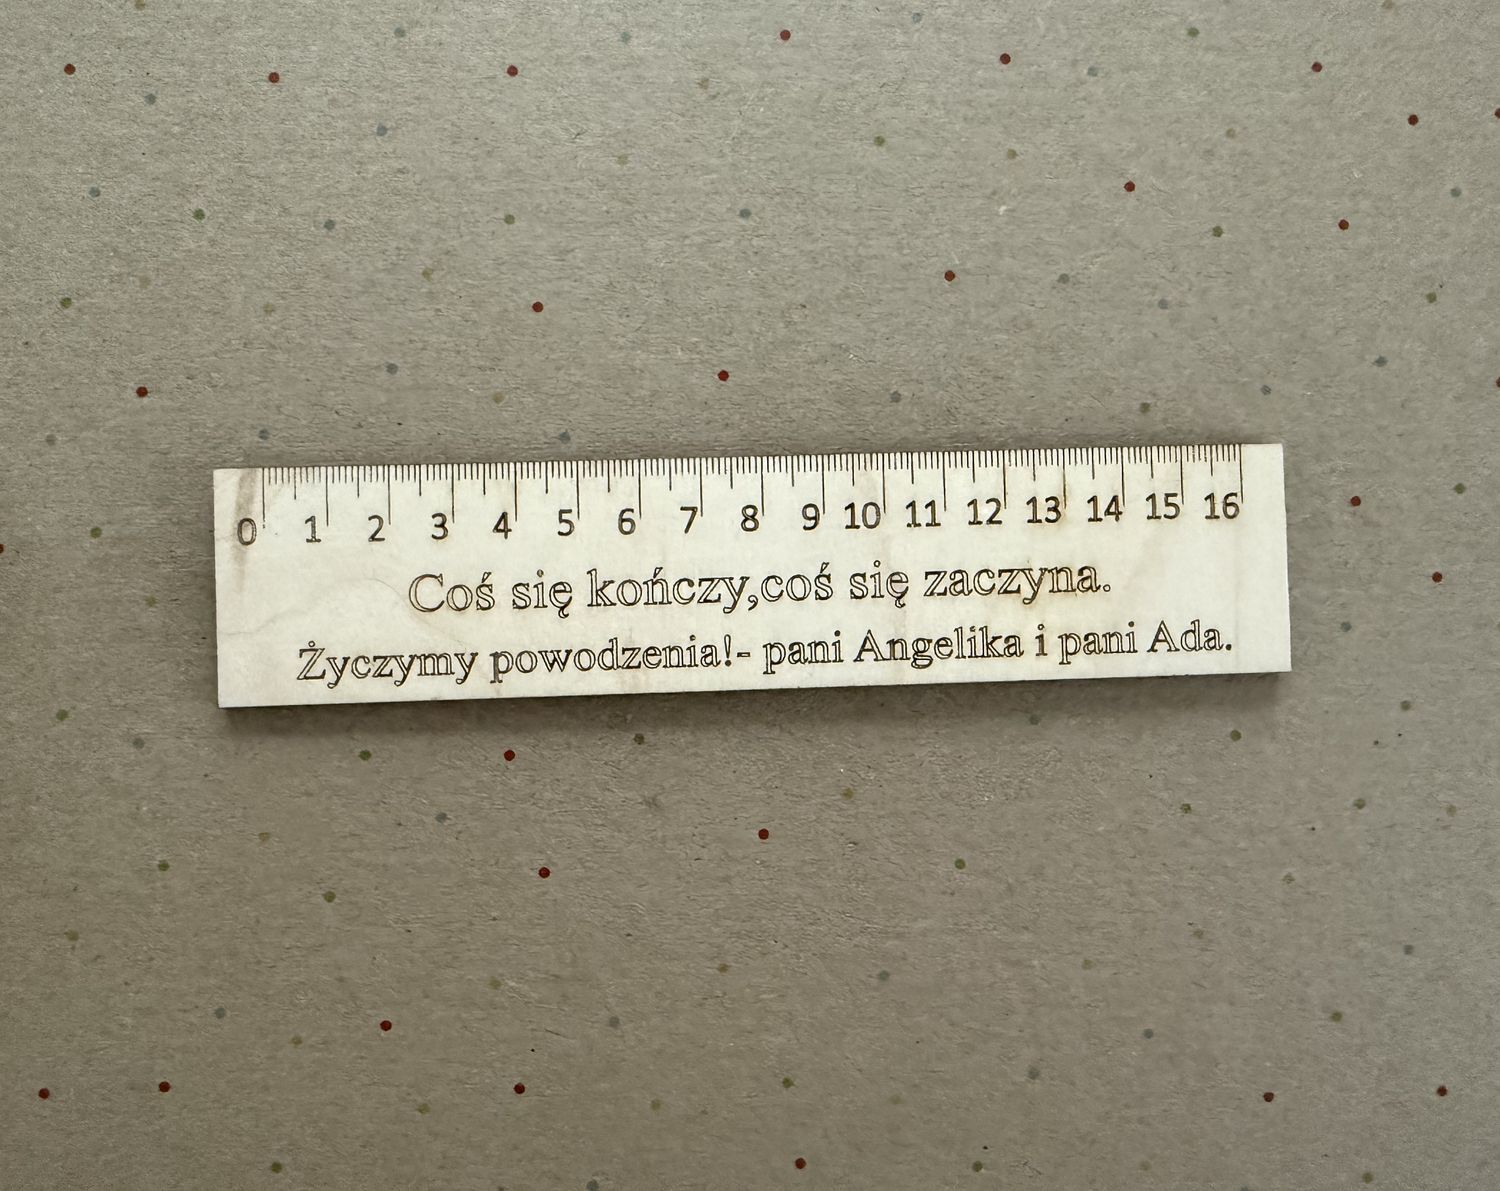 0 1 2 3 4 5 6 7 8 9 10 11 12 13 14 15 16
Coś się kończy,coś się zaczyna.
Życzymy powodzenia!- pani Angelika i pani Ada.